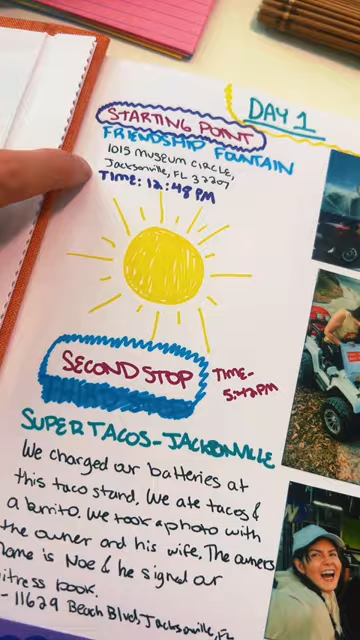 DAY 1
STARTING POINT
FRIENDSHIP FOUNTAIN
1015 MUSEUM CIRCLE,
Jacksonville, FL 32207
TIME: 12:48 PM
SECOND STOP
TIME-
5:42PM
SUPER TACOS-JACKSONVILLE
We charged our batteries at
this taco stand. We ate tacos &
a burrito. We took a photo with
the owner and his wife. The owners
name is Noe & he signed our
itness book.
- 11629 Beach Blvd, Jacksonville, FL